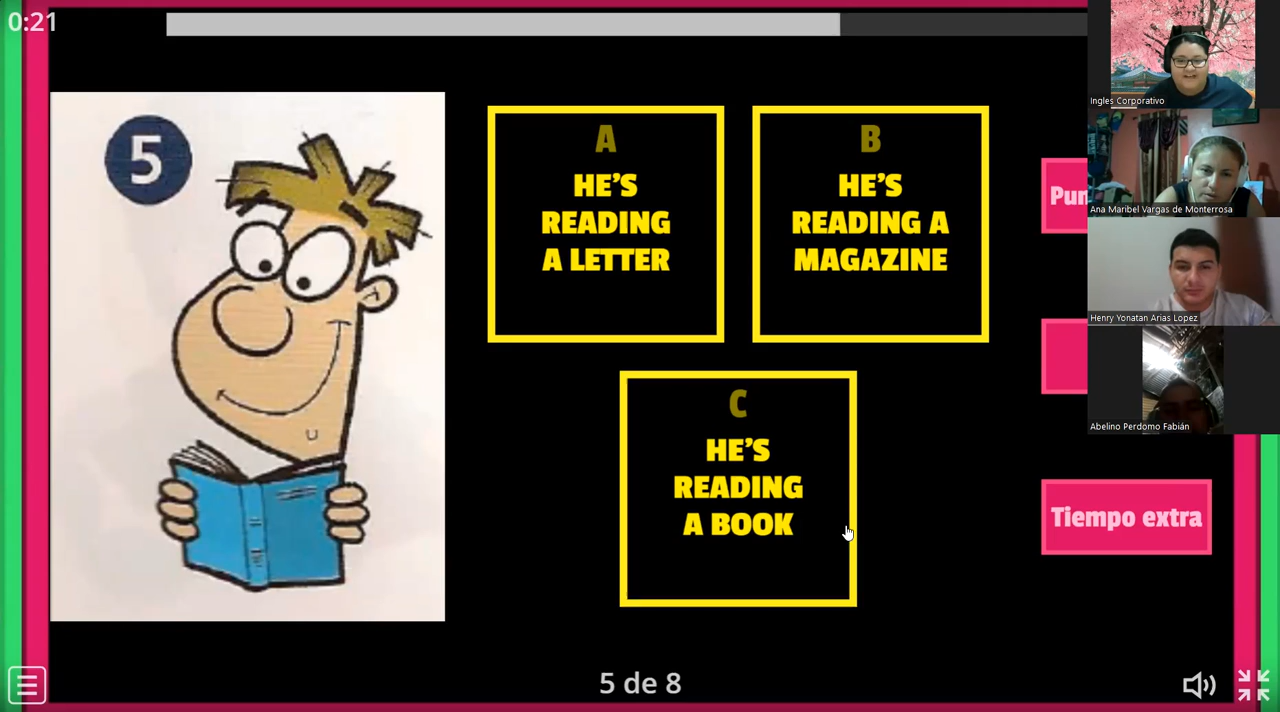 0:21
5
A
HE'S
READING
A LETTER
B
HE'S
READING A
MAGAZINE
C
HE'S
READING
A BOOK
Tiempo extra
5 de 8
Ingles Corporativo
Ana Maribel Vargas de Monterrosa
Henry Yonatan Arias Lopez
Abelino Perdomo Fabián